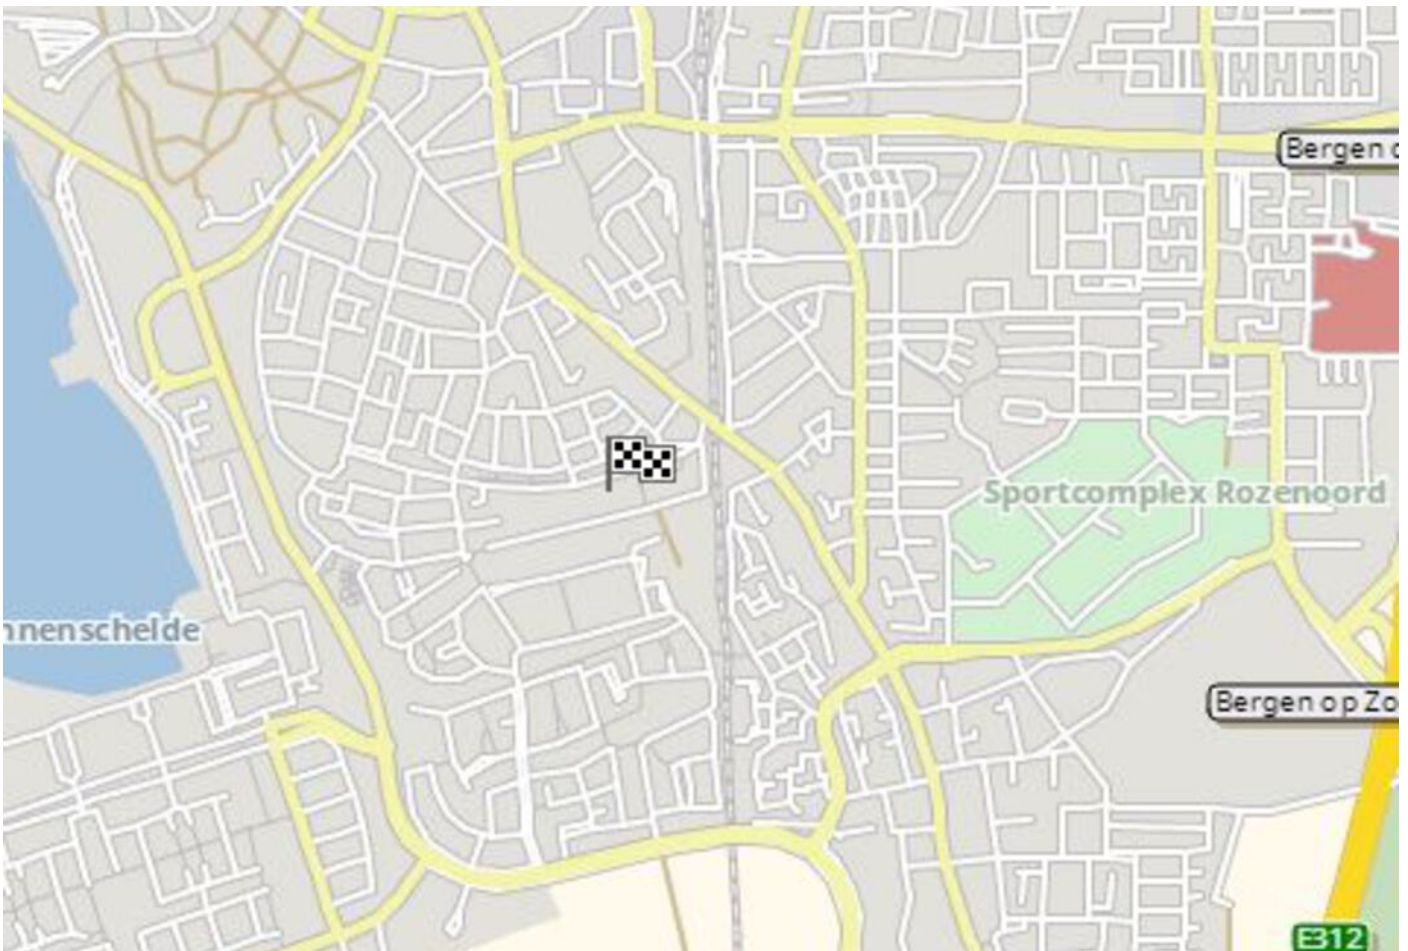 Bergen o
Sportcomplex Rozenoord
nnenschelde
Bergen op Zo
E312